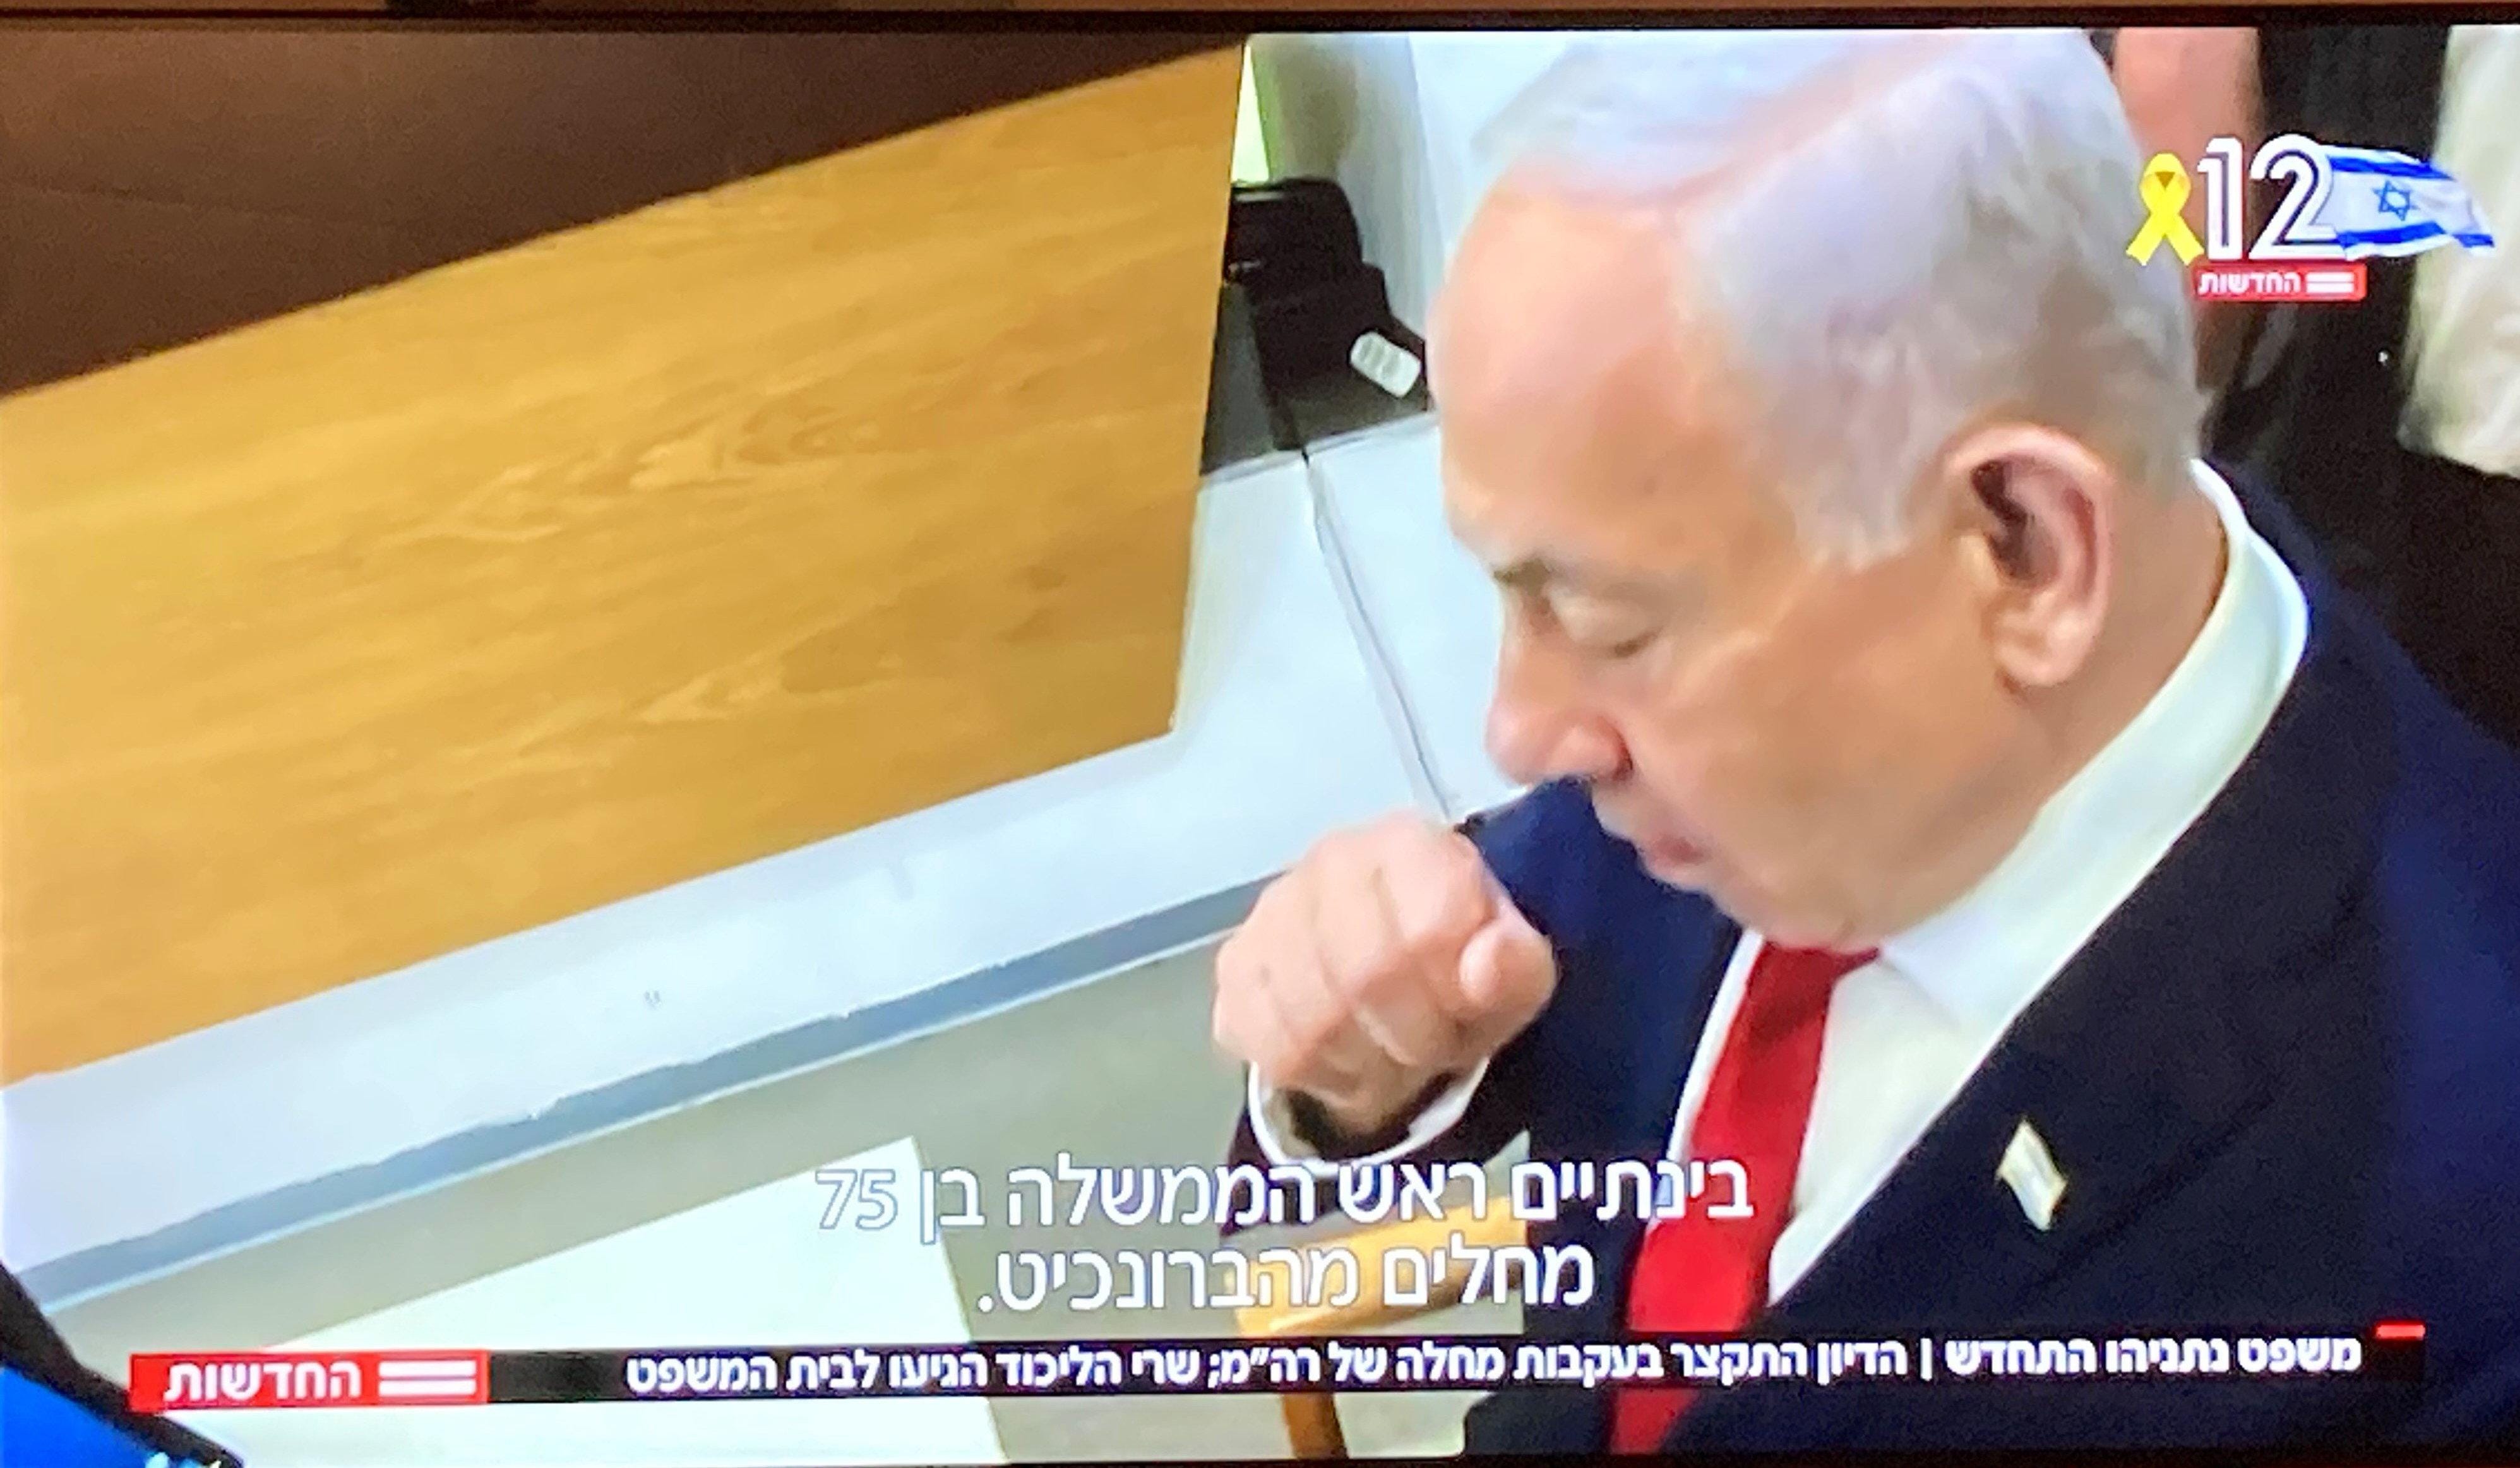 12
החדשות
בינתיים ראש הממשלה בן 75
מחלים מהברונכיט.
משפט נתניהו התחדש | הדיון התקצר בעקבות מחלה של רה"מ; שרי הליכוד הגיעו לבית המשפט
החדשות